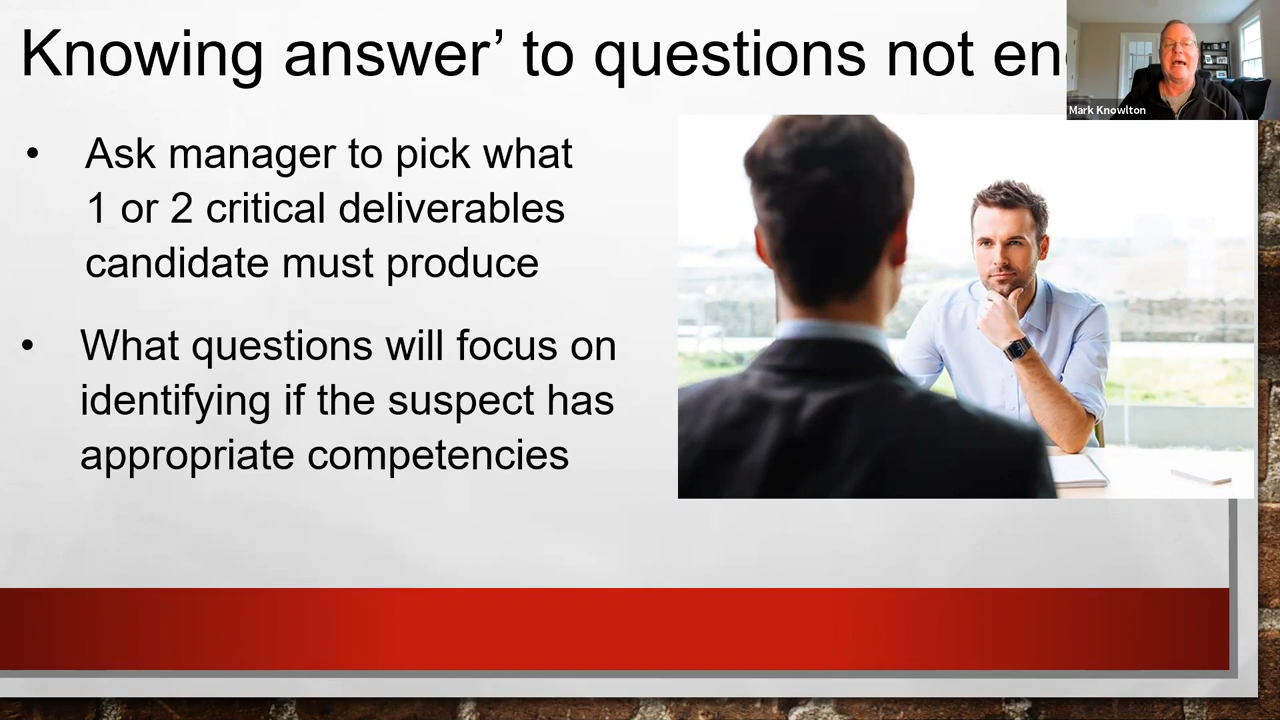 Knowing answer’ to questions not
Mark Knowlton
• Ask manager to pick what
1 or 2 critical deliverables
candidate must produce
• What questions will focus on
identifying if the suspect has
appropriate competencies